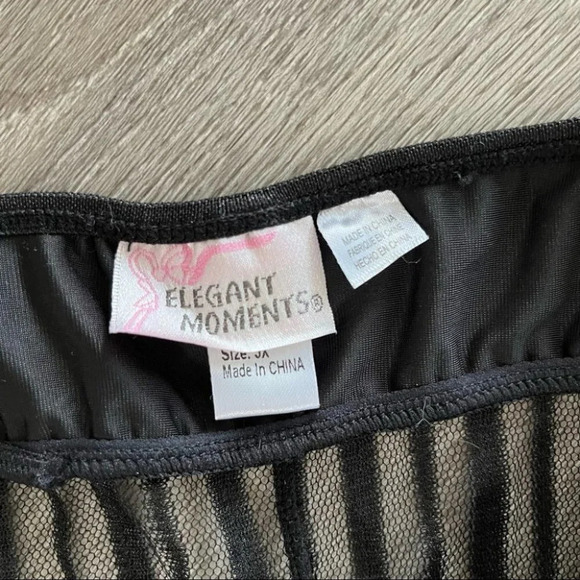 ELEGANT
MOMENTS®
Size: 3X
Made In CHINA
MADE IN CHINA
FABRIQUE EN CHINE
HECHO EN CHINA